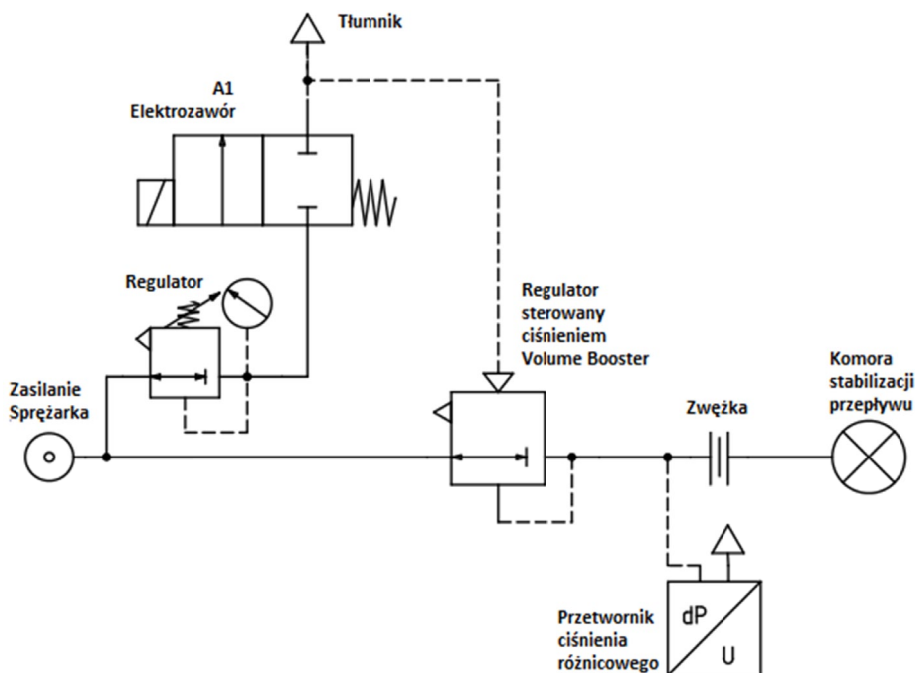 Tłumnik
A1
Elektrozawór
Regulator
Regulator
sterowany
ciśnieniem
Volume Booster
Komora
stabilizacji
przepływu
Zwężka
Zasilanie
Sprężarka
Przetwornik
ciśnienia
różnicowego
dP
U